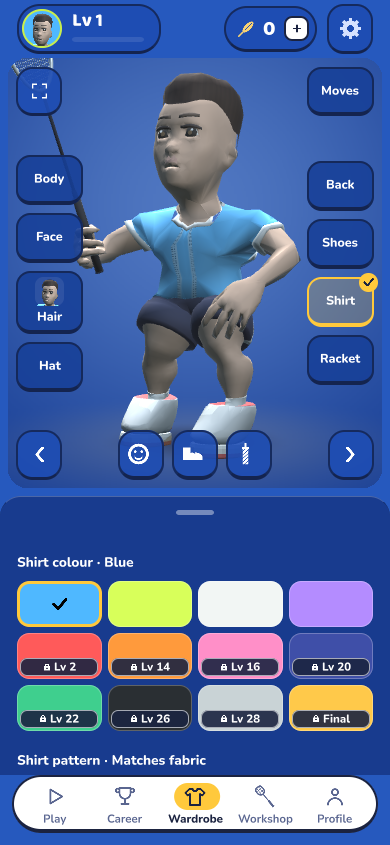 Lv 1
0
+
Moves
Body
Back
Face
Shoes
Shirt
Hair
Racket
Hat
Shirt colour · Blue
Lv 2
Lv 14
Lv 16
Lv 20
Lv 22
Lv 26
Lv 28
Final
Shirt pattern · Matches fabric
Play
Career
Wardrobe
Workshop
Profile